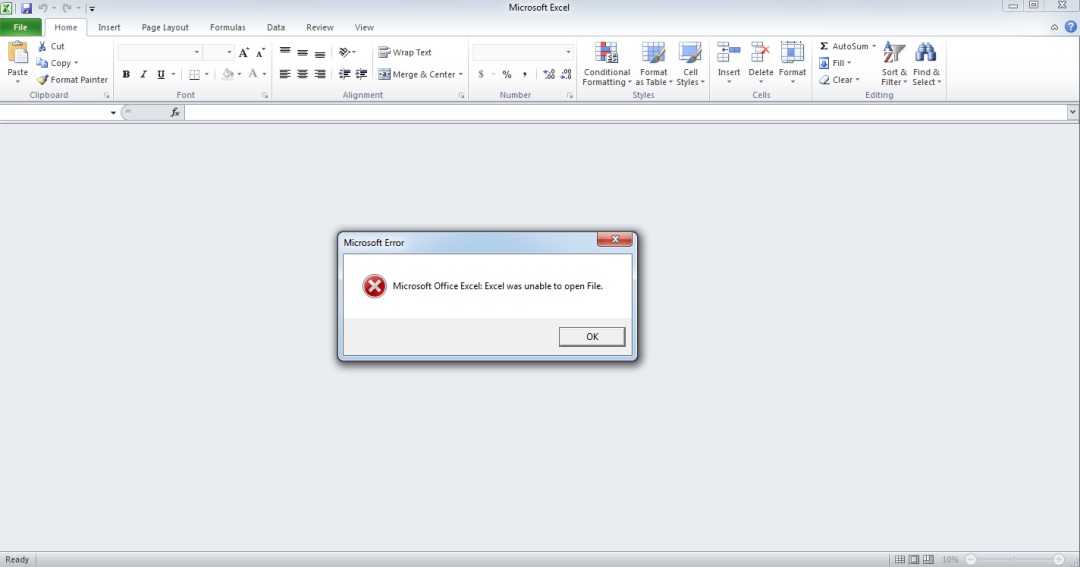 Microsoft Excel
File Home Insert Page Layout Formulas Data Review View
Paste
Cut
Copy
Format Painter
Clipboard
B I U A A A
Font
Wrap Text
Merge & Center
Alignment
$ % , .00 .0
Number
Conditional Formatting
Format as Table
Cell Styles
Styles
Insert Delete Format
Cells
Σ AutoSum
Fill
Clear
Sort & Filter
Find & Select
Editing
fx
Microsoft Error
Microsoft Office Excel: Excel was unable to open File.
OK
Ready
10%